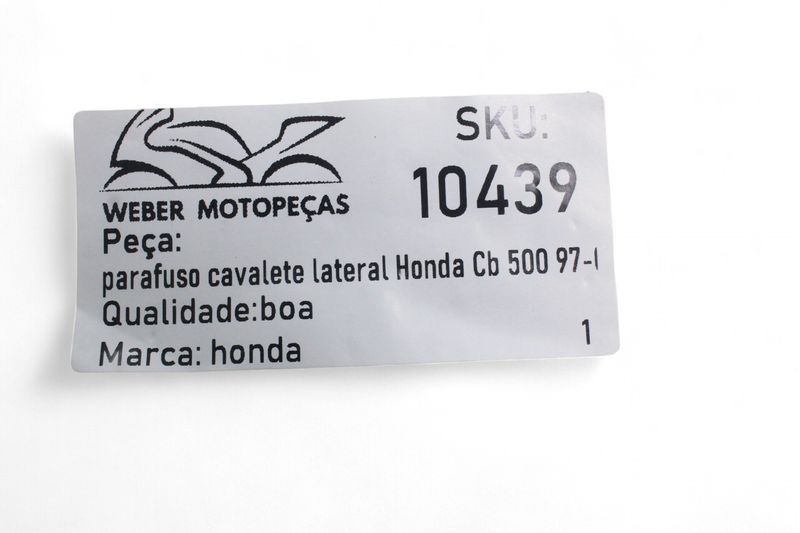 SKU:
10439
WEBER MOTOPEÇAS
Peça:
parafuso cavalete lateral Honda Cb 500 97-
Qualidade:boa
Marca: honda
1